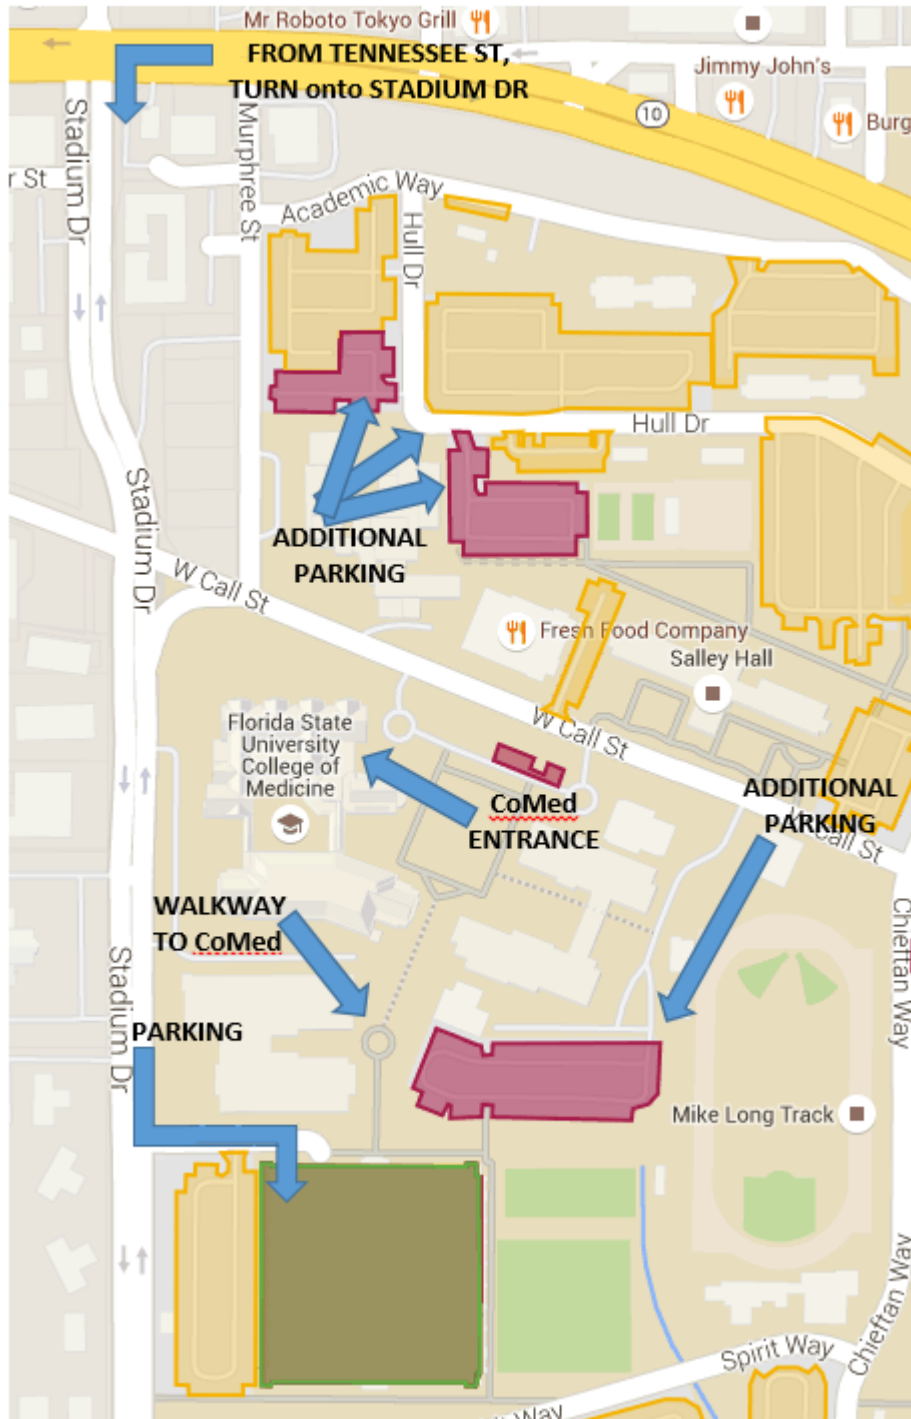 Mr Roboto Tokyo Grill
FROM TENNESSEE ST,
TURN onto STADIUM DR
Jimmy John's
10
Burg
Stadium Dr
r St
Murphree St
Academic Way
Hull Dr
Hull Dr
Stadium Dr
ADDITIONAL
PARKING
W Call St
Fresh Food Company
Salley Hall
W Call St
Florida State
University
College of
Medicine
CoMed
ENTRANCE
ADDITIONAL
PARKING
W Call St
WALKWAY
TO CoMed
Chieftan Way
Stadium Dr
PARKING
Mike Long Track
Chieftan Way
Spirit Way
Way